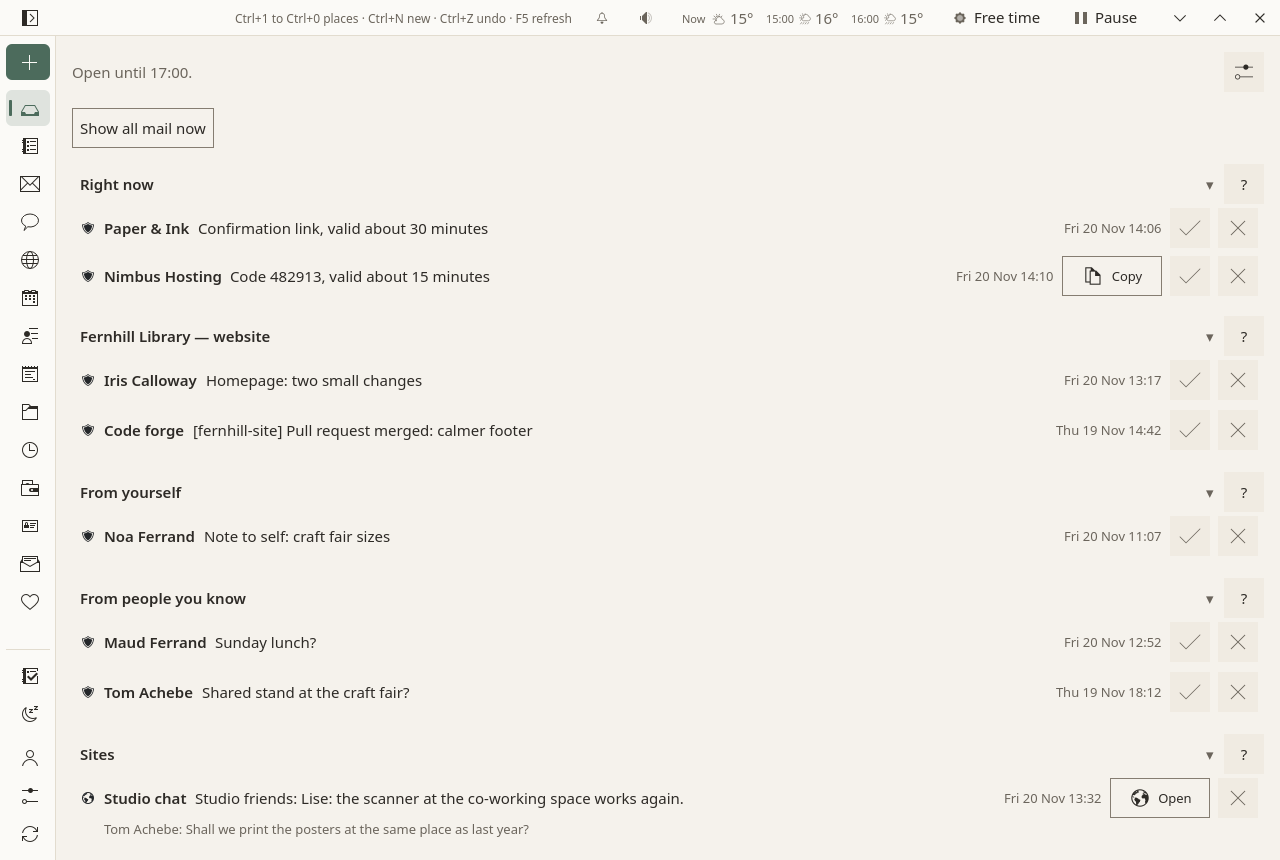 Ctrl+1 to Ctrl+0 places · Ctrl+N new · Ctrl+Z undo · F5 refresh
Now 15° 15:00 16° 16:00 15°
Free time
Pause
Open until 17:00.
Show all mail now
Right now ▾ ?
Paper & Ink Confirmation link, valid about 30 minutes Fri 20 Nov 14:06
Nimbus Hosting Code 482913, valid about 15 minutes Fri 20 Nov 14:10 Copy
Fernhill Library — website ▾ ?
Iris Calloway Homepage: two small changes Fri 20 Nov 13:17
Code forge [fernhill-site] Pull request merged: calmer footer Thu 19 Nov 14:42
From yourself ▾ ?
Noa Ferrand Note to self: craft fair sizes Fri 20 Nov 11:07
From people you know ▾ ?
Maud Ferrand Sunday lunch? Fri 20 Nov 12:52
Tom Achebe Shared stand at the craft fair? Thu 19 Nov 18:12
Sites ▾ ?
Studio chat Studio friends: Lise: the scanner at the co-working space works again. Fri 20 Nov 13:32 Open
Tom Achebe: Shall we print the posters at the same place as last year?